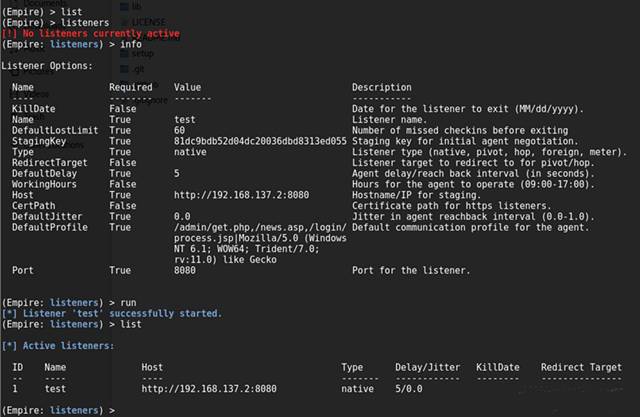 (Empire) > list
(Empire) > listeners
[!] No listeners currently active
(Empire: listeners) > info
Listener Options:
Name Required Value Description
---- -------- ------- -----------
KillDate False Date for the listener to exit (MM/dd/yyyy).
Name True test Listener name.
DefaultLostLimit True 60 Number of missed checkins before exiting
StagingKey True 81dc9bdb52d04dc20036dbd8313ed055 Staging key for initial agent negotiation.
Type True native Listener type (native, pivot, hop, foreign, meter).
RedirectTarget False Listener target to redirect to for pivot/hop.
DefaultDelay True 5 Agent delay/reach back interval (in seconds).
WorkingHours False Hours for the agent to operate (09:00-17:00).
Host True http://192.168.137.2:8080 Hostname/IP for staging.
CertPath False Certificate path for https listeners.
DefaultJitter True 0.0 Jitter in agent reachback interval (0.0-1.0).
DefaultProfile True /admin/get.php,/news.asp,/login/ Default communication profile for the agent.
process.jsp|Mozilla/5.0 (Windows
NT 6.1; WOW64; Trident/7.0;
rv:11.0) like Gecko
Port True 8080 Port for the listener.
(Empire: listeners) > run
[*] Listener 'test' successfully started.
(Empire: listeners) > list
[*] Active listeners:
ID Name Host Type Delay/Jitter KillDate Redirect Target
-- ---- ---- ------- ------------ -------- ---------------
1 test http://192.168.137.2:8080 native 5/0.0
(Empire: listeners) >
lib
LICENSE
setup
.git